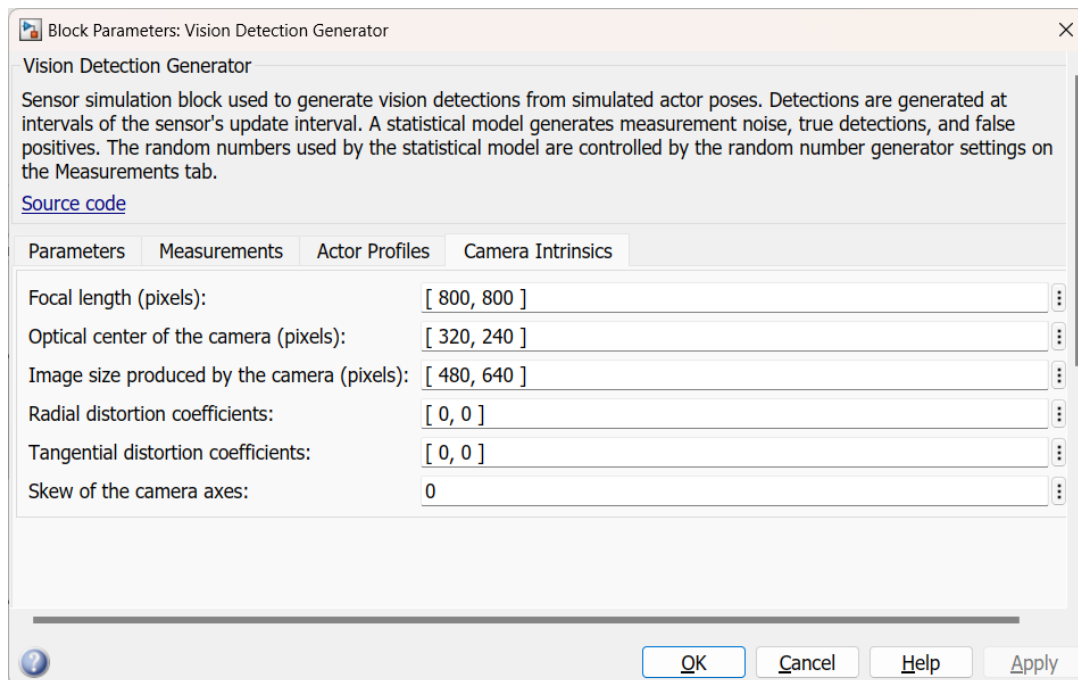 Block Parameters: Vision Detection Generator
Vision Detection Generator
Sensor simulation block used to generate vision detections from simulated actor poses. Detections are generated at
intervals of the sensor's update interval. A statistical model generates measurement noise, true detections, and false
positives. The random numbers used by the statistical model are controlled by the random number generator settings on
the Measurements tab.
Source code
Parameters Measurements Actor Profiles Camera Intrinsics
Focal length (pixels): [ 800, 800 ]
Optical center of the camera (pixels): [ 320, 240 ]
Image size produced by the camera (pixels): [ 480, 640 ]
Radial distortion coefficients: [ 0, 0 ]
Tangential distortion coefficients: [ 0, 0 ]
Skew of the camera axes: 0
? OK Cancel Help Apply